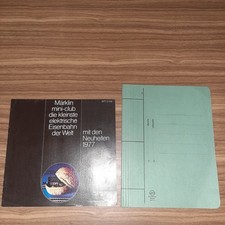 Märklin
mini-club
die kleinste
elektrische
Eisenbahn
der Welt
mit den
Neuheiten
1977